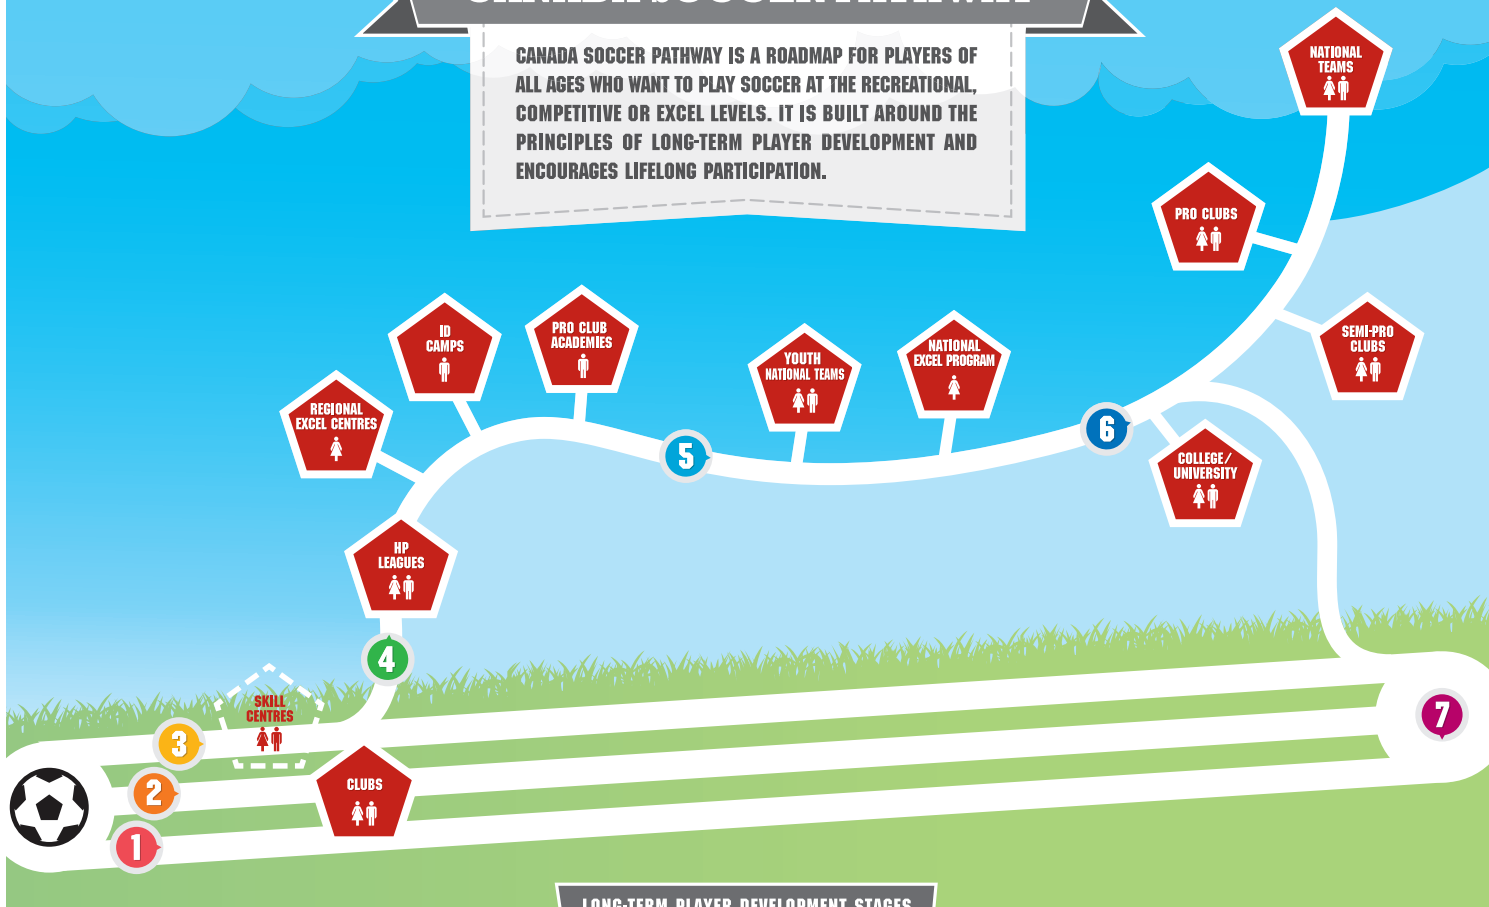 CANADA SOCCER PATHWAY
CANADA SOCCER PATHWAY IS A ROADMAP FOR PLAYERS OF
ALL AGES WHO WANT TO PLAY SOCCER AT THE RECREATIONAL,
COMPETITIVE OR EXCEL LEVELS. IT IS BUILT AROUND THE
PRINCIPLES OF LONG-TERM PLAYER DEVELOPMENT AND
ENCOURAGES LIFELONG PARTICIPATION.
NATIONAL
TEAMS
PRO CLUBS
SEMI-PRO
CLUBS
ID
CAMPS
PRO CLUB
ACADEMIES
YOUTH
NATIONAL TEAMS
NATIONAL
EXCEL PROGRAM
REGIONAL
EXCEL CENTRES
6
5
COLLEGE/
UNIVERSITY
HP
LEAGUES
4
SKILL
CENTRES
7
3
2
CLUBS
1
LONG-TERM PLAYER DEVELOPMENT STAGES